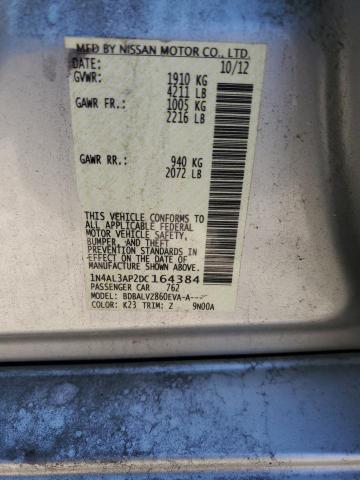 MFD BY NISSAN MOTOR CO., LTD.
DATE: 10/12
GVWR: 1910 KG
4211 LB
GAWR FR.: 1005 KG
2216 LB
GAWR RR.: 940 KG
2072 LB
THIS VEHICLE CONFORMS TO
ALL APPLICABLE FEDERAL
MOTOR VEHICLE SAFETY,
BUMPER, AND THEFT
PREVENTION STANDARDS IN
EFFECT ON THE DATE OF
MANUFACTURE SHOWN ABOVE.
1N4AL3AP2DC164384
PASSENGER CAR 762
MODEL: BDBALVZ860EVA-A---
COLOR: K23 TRIM: Z 9N00A